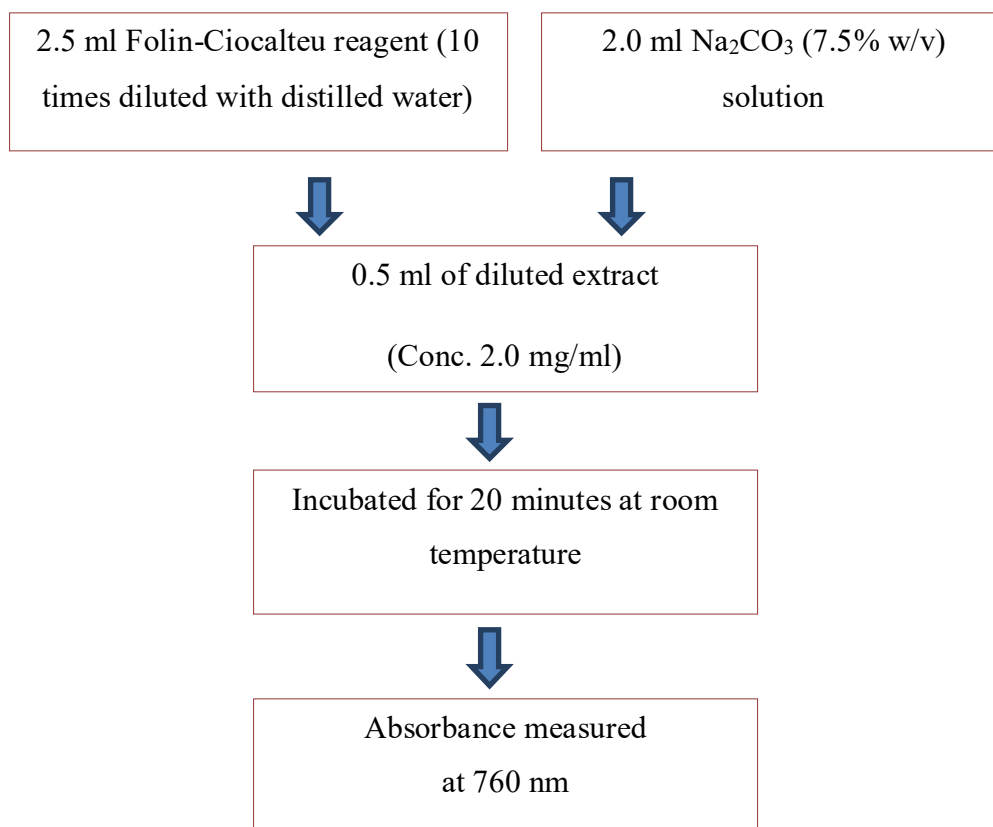 2.5 ml Folin-Ciocalteu reagent (10
times diluted with distilled water)
2.0 ml Na₂CO₃ (7.5% w/v)
solution
0.5 ml of diluted extract
(Conc. 2.0 mg/ml)
Incubated for 20 minutes at room
temperature
Absorbance measured
at 760 nm